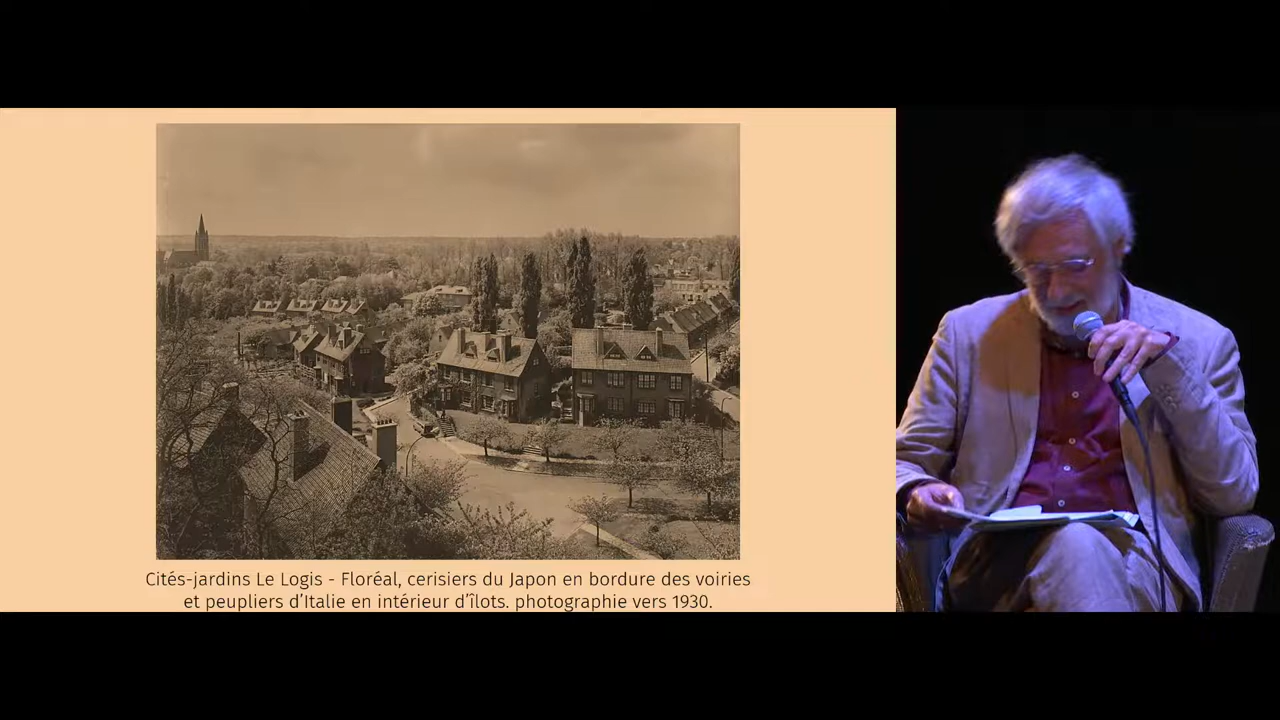 Cités-jardins Le Logis - Floréal, cerisiers du Japon en bordure des voiries
et peupliers d'Italie en intérieur d'îlots. photographie vers 1930.